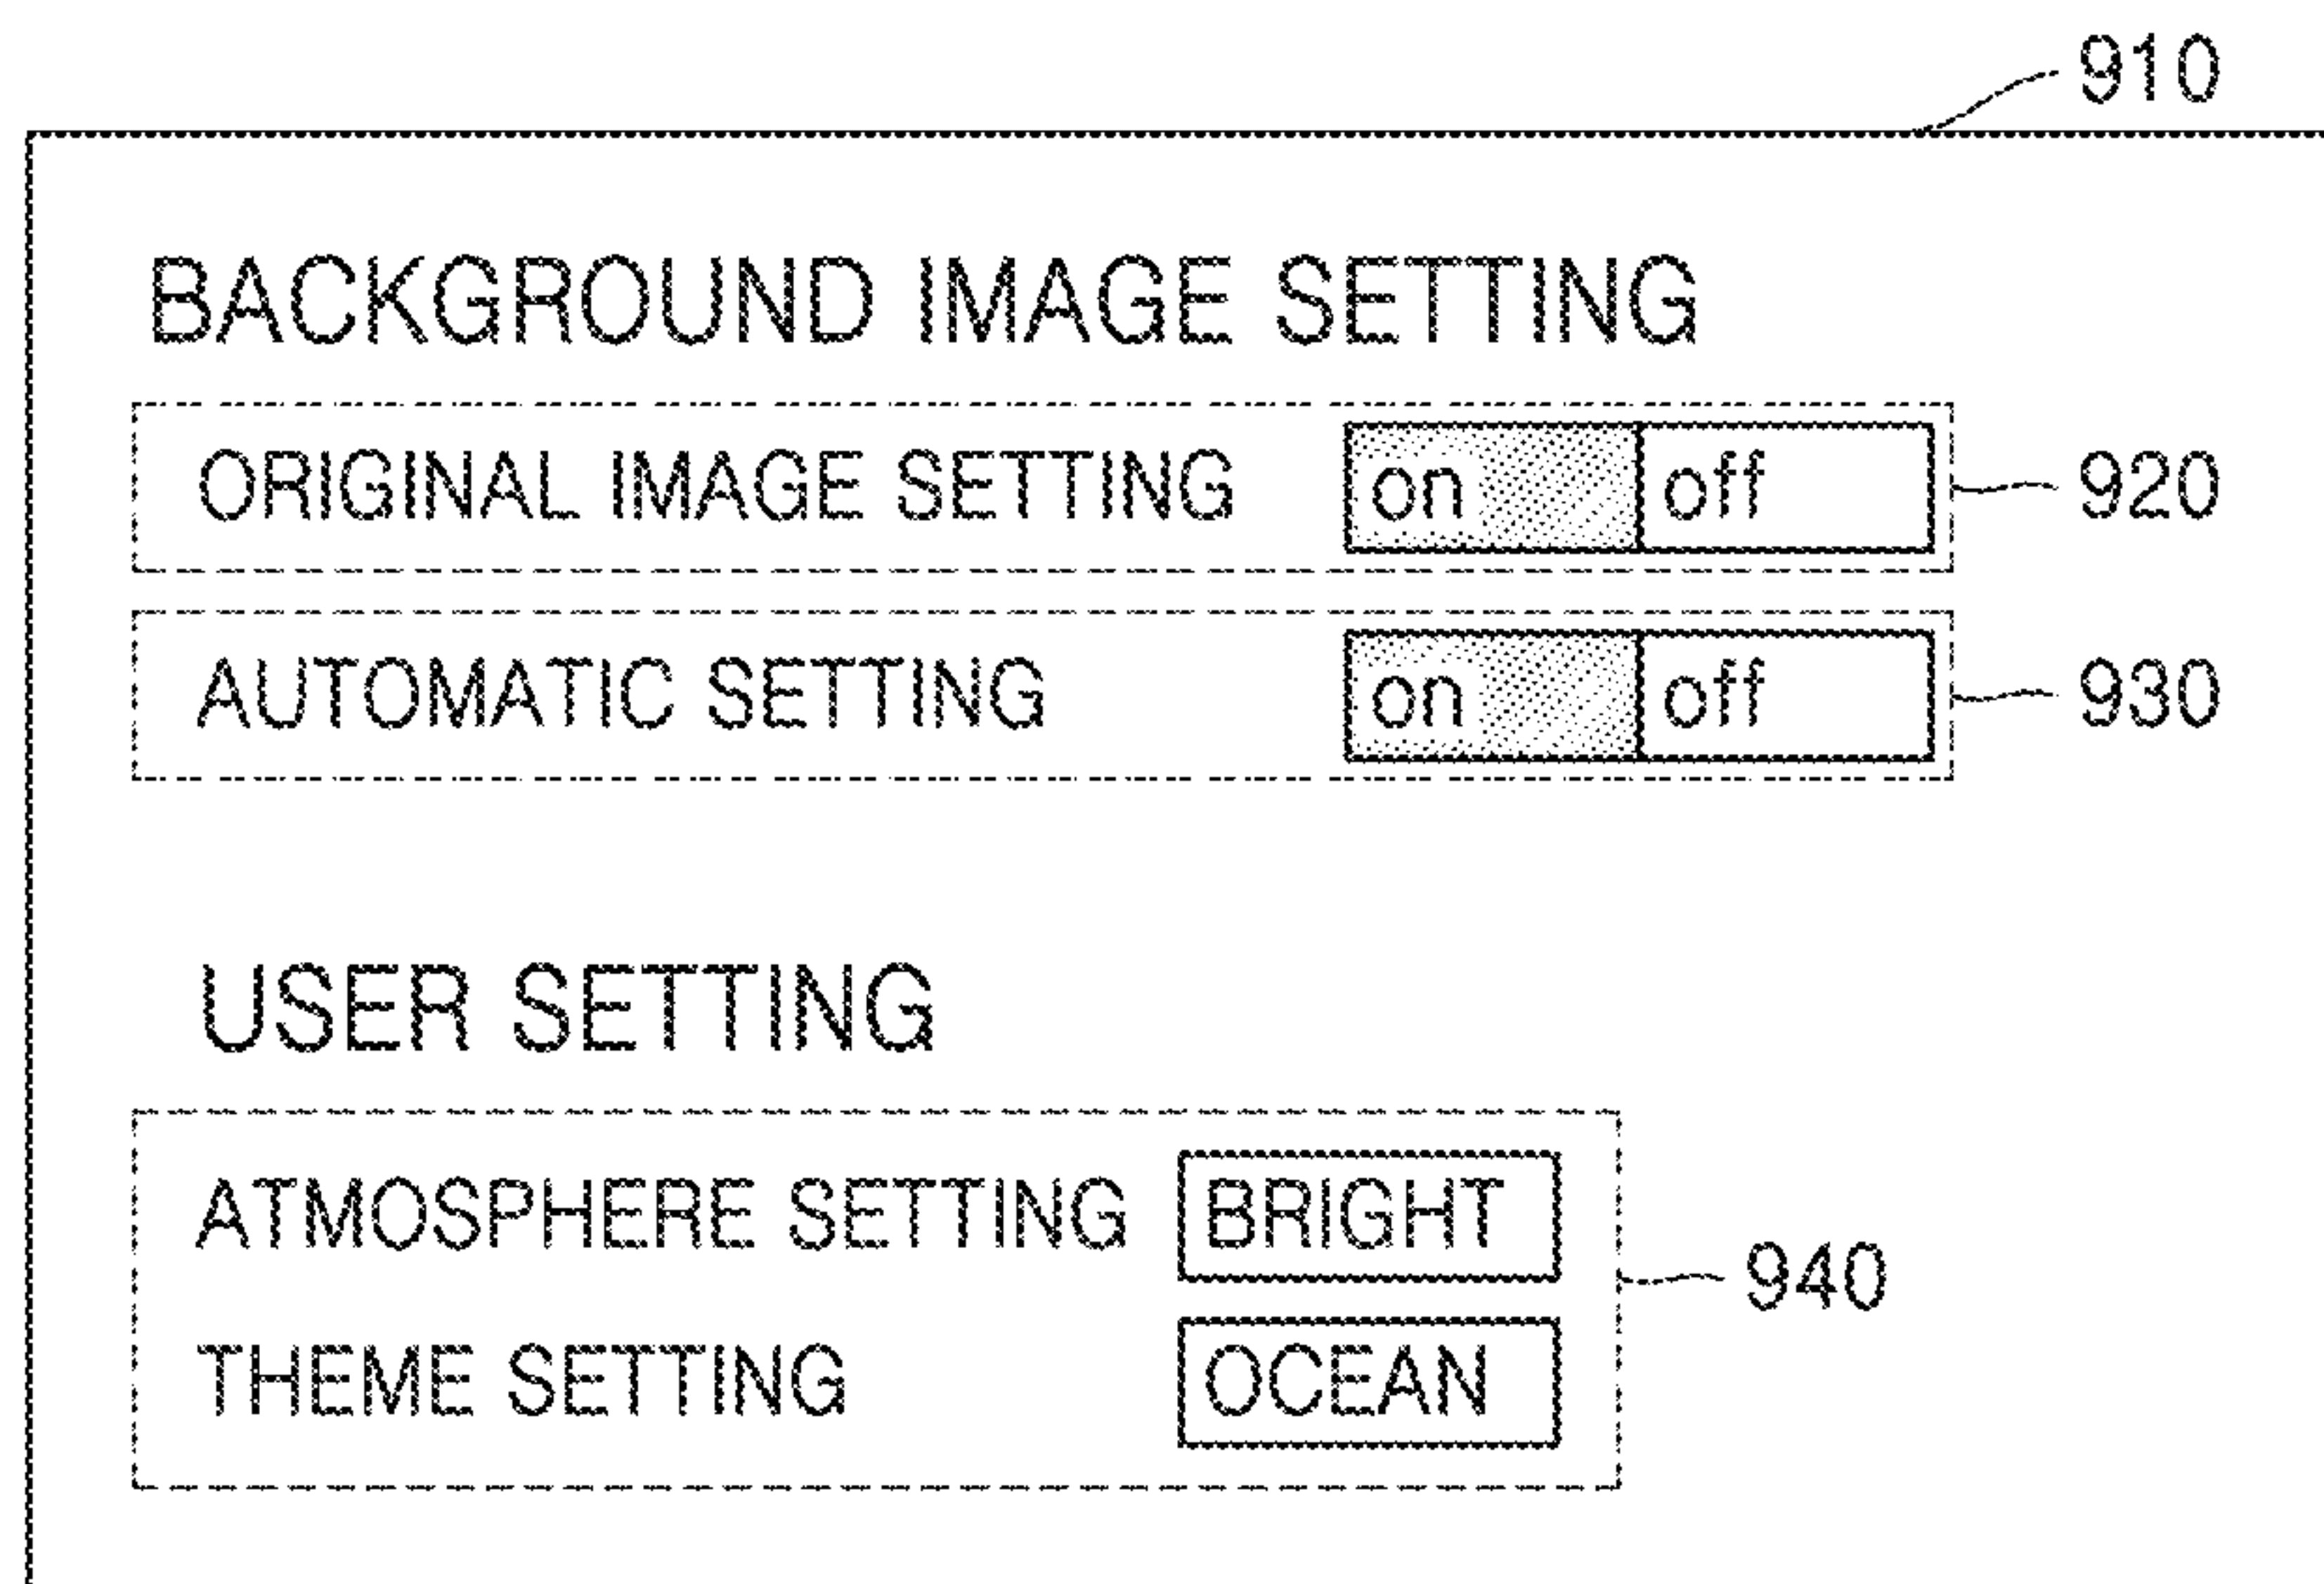 910
BACKGROUND IMAGE SETTING
ORIGINAL IMAGE SETTING on off 920
AUTOMATIC SETTING on off 930
USER SETTING
ATMOSPHERE SETTING BRIGHT
940
THEME SETTING OCEAN